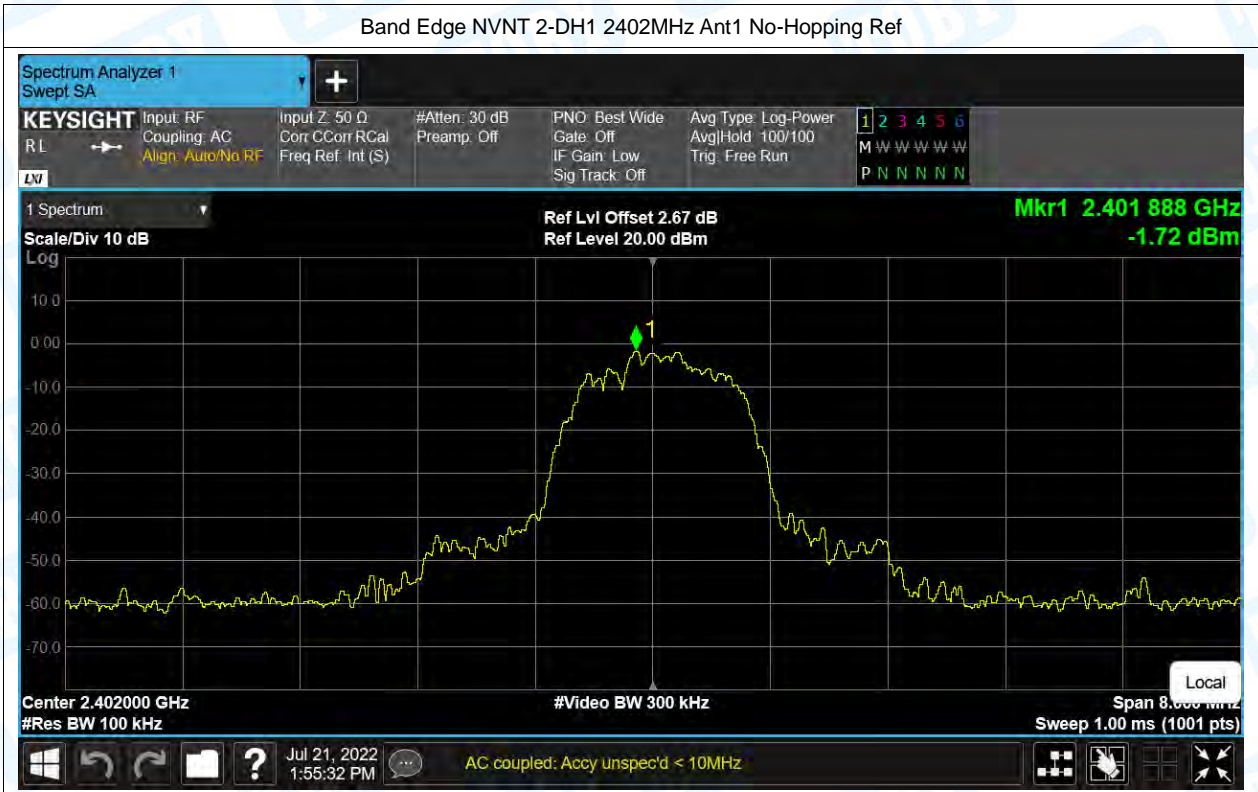 Band Edge NVNT 2-DH1 2402MHz Ant1 No-Hopping Ref
Spectrum Analyzer 1
Swept SA
+
KEYSIGHT
RL
LXI
Input: RF
Coupling: AC
Align: Auto/No RF
Input Z: 50 Ω
Corr CCorr RCal
Freq Ref: Int (S)
#Atten: 30 dB
Preamp: Off
PNO: Best Wide
Gate: Off
IF Gain: Low
Sig Track: Off
Avg Type: Log-Power
Avg|Hold: 100/100
Trig: Free Run
1 2 3 4 5 6
M W W W W W
P N N N N N
1 Spectrum
Scale/Div 10 dB
Ref Lvl Offset 2.67 dB
Ref Level 20.00 dBm
Mkr1 2.401 888 GHz
-1.72 dBm
Log
10.0
0.00
-10.0
-20.0
-30.0
-40.0
-50.0
-60.0
-70.0
1
Local
Center 2.402000 GHz
#Video BW 300 kHz
Span
#Res BW 100 kHz
Sweep 1.00 ms (1001 pts)
?
Jul 21, 2022
1:55:32 PM
AC coupled: Accy unspec'd < 10MHz